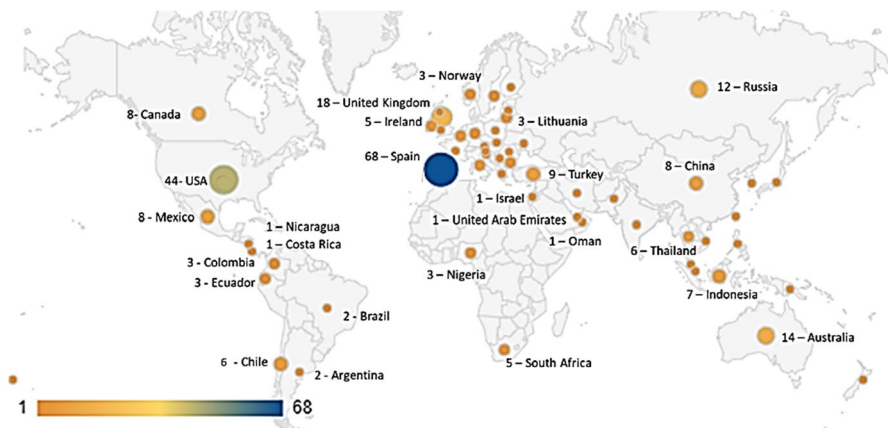 3 – Norway
12 – Russia
18 – United Kingdom
8- Canada
5 – Ireland
3 – Lithuania
68 – Spain
8 – China
44- USA
9 – Turkey
1 – Israel
8 – Mexico
1 – Nicaragua
1 – United Arab Emirates
1 – Costa Rica
1 – Oman
6 – Thailand
3 – Colombia
3 – Nigeria
3 - Ecuador
7 – Indonesia
2 - Brazil
14 – Australia
6 – Chile
5 – South Africa
2 - Argentina
1
68